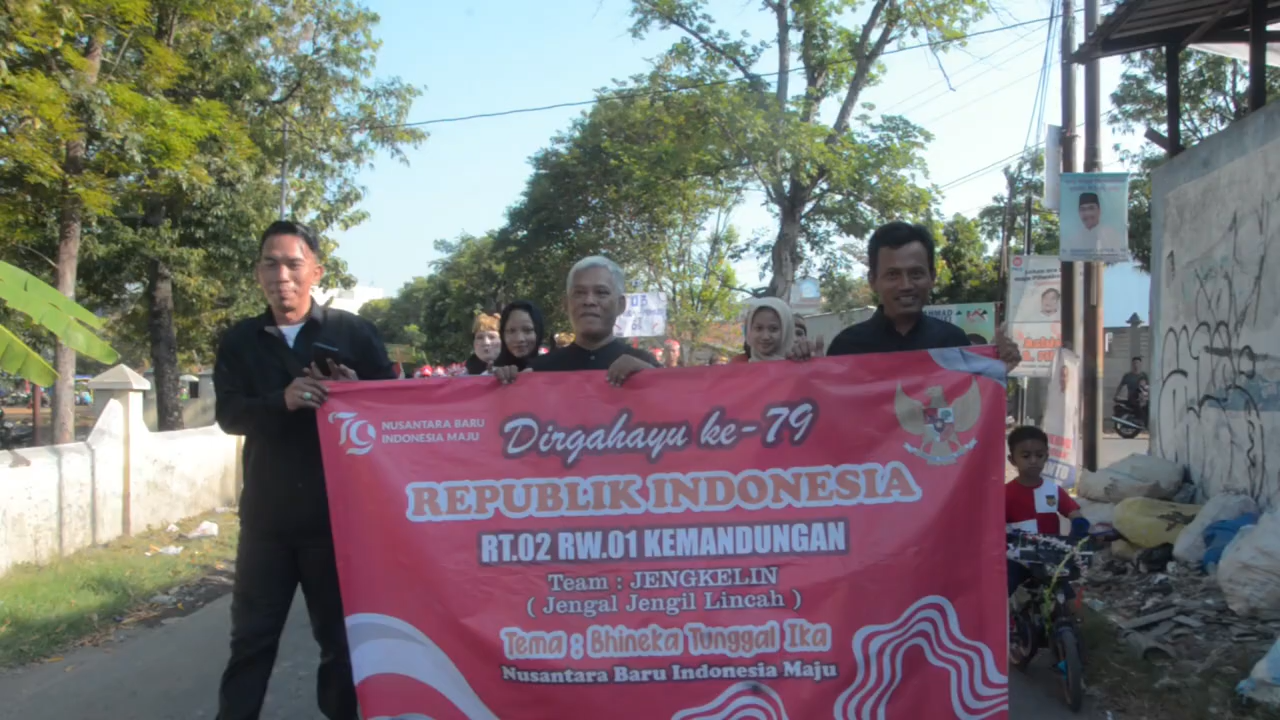 79 NUSANTARA BARU
INDONESIA MAJU
Dirgahayu ke-79
REPUBLIK INDONESIA
RT.02 RW.01 KEMANDUNGAN
Team : JENGKELIN
( Jengal Jengil Lincah )
Tema : Bhineka Tunggal Ika
Nusantara Baru Indonesia Maju